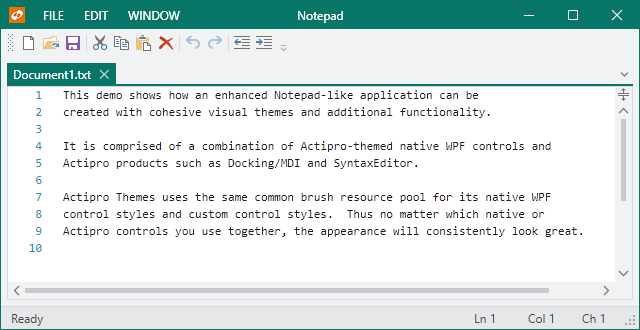 FILE EDIT WINDOW Notepad
Document1.txt
1 This demo shows how an enhanced Notepad-like application can be
2 created with cohesive visual themes and additional functionality.
3
4 It is comprised of a combination of Actipro-themed native WPF controls and
5 Actipro products such as Docking/MDI and SyntaxEditor.
6
7 Actipro Themes uses the same common brush resource pool for its native WPF
8 control styles and custom control styles.  Thus no matter which native or
9 Actipro controls you use together, the appearance will consistently look great.
10
Ready Ln 1 Col 1 Ch 1